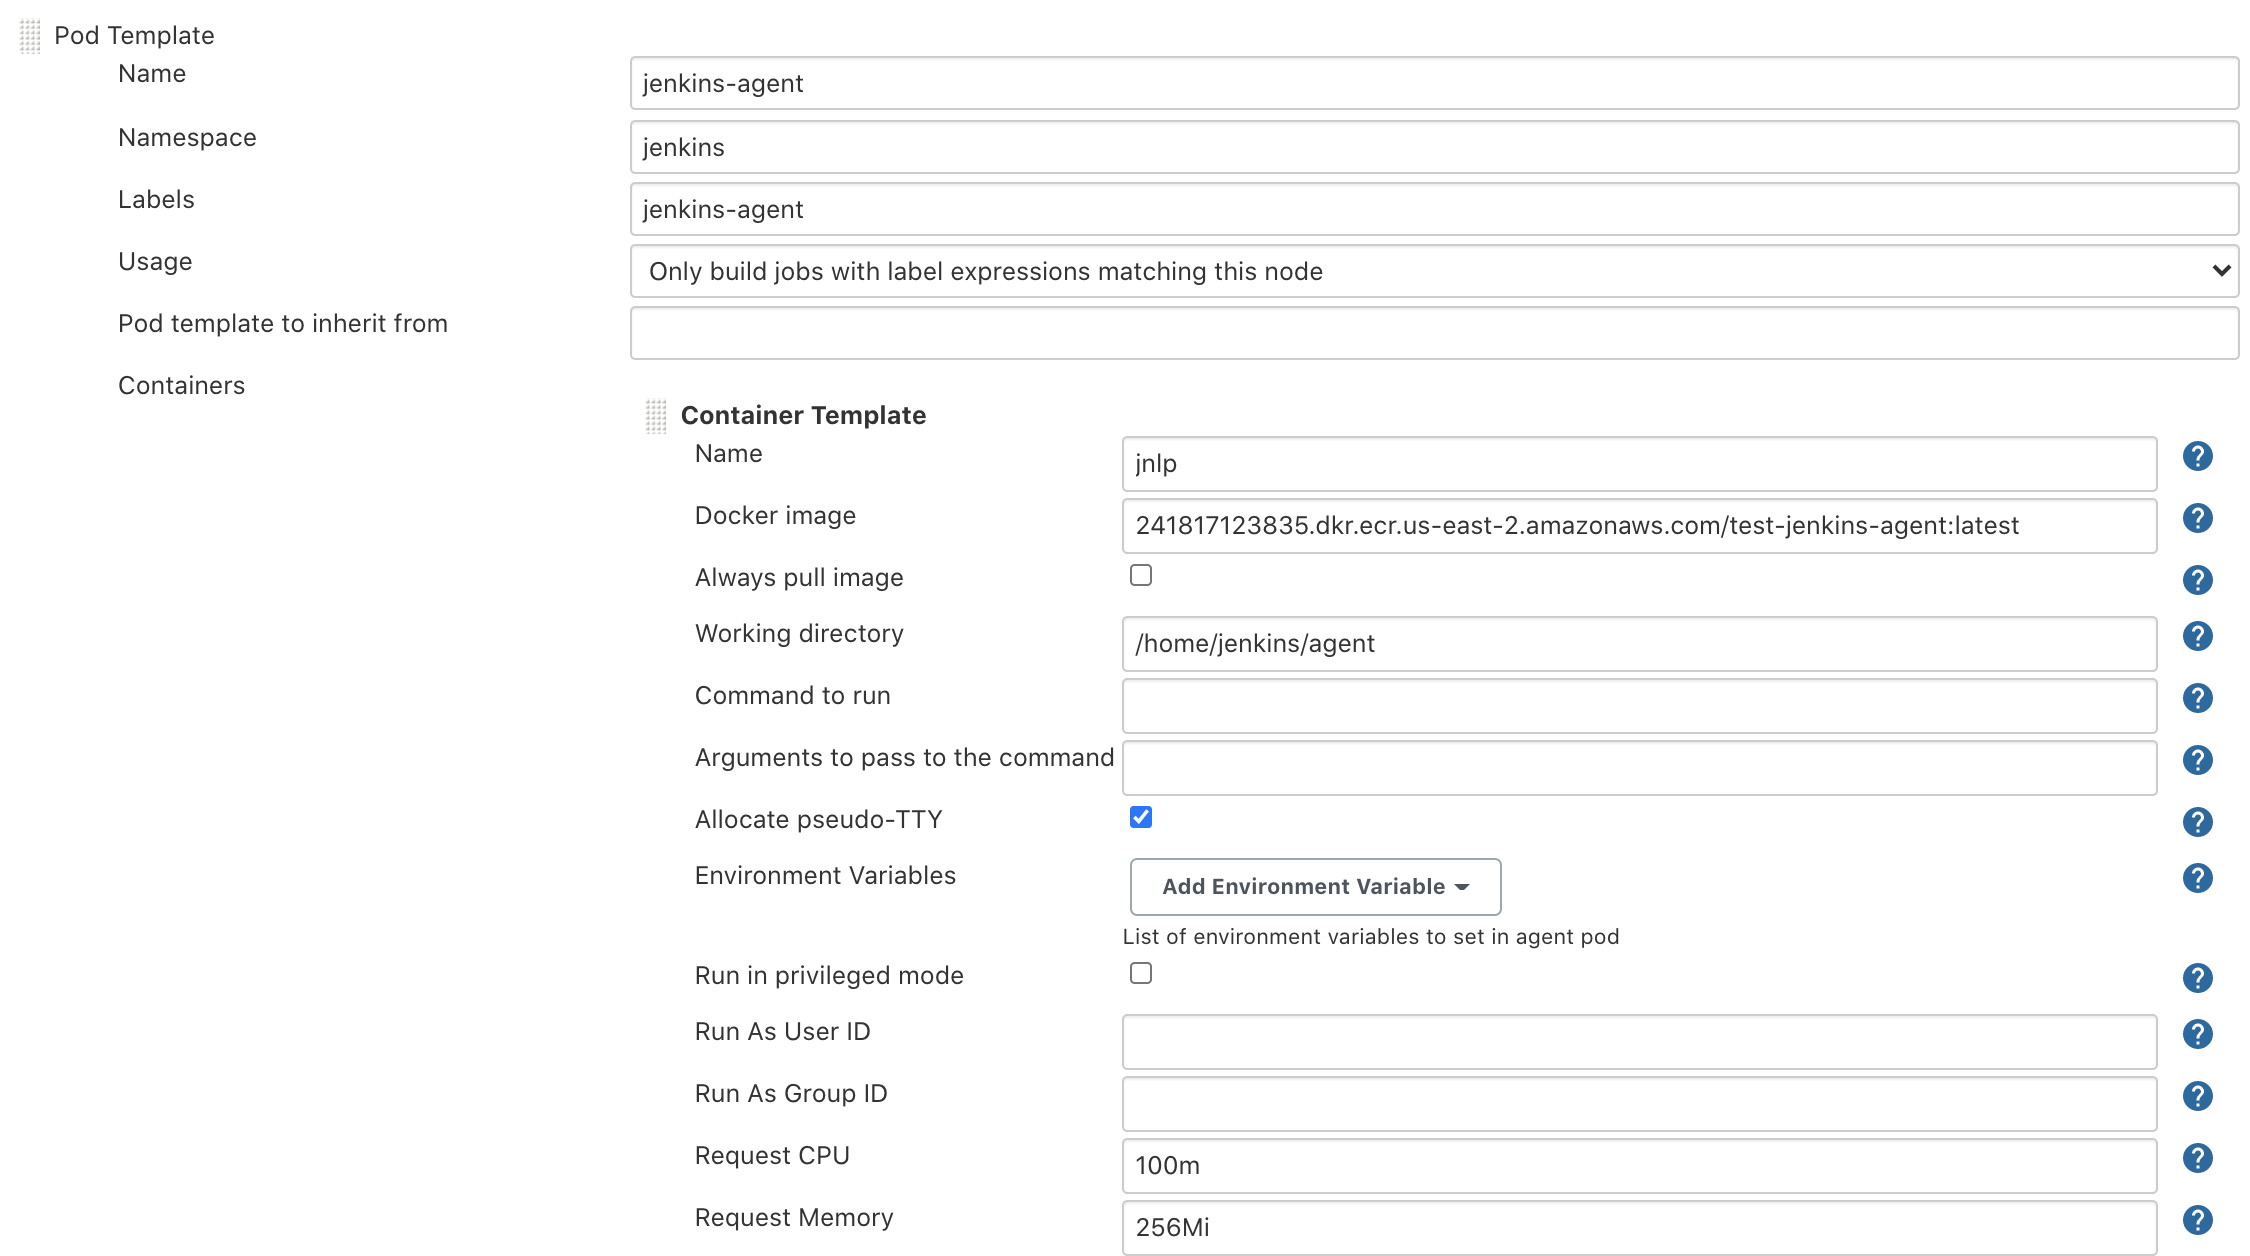 Pod Template
Name
jenkins-agent
Namespace
jenkins
Labels
jenkins-agent
Usage
Only build jobs with label expressions matching this node
Pod template to inherit from
Containers
Container Template
Name
jnlp
?
Docker image
241817123835.dkr.ecr.us-east-2.amazonaws.com/test-jenkins-agent:latest
?
Always pull image
?
Working directory
/home/jenkins/agent
?
Command to run
?
Arguments to pass to the command
?
Allocate pseudo-TTY
?
Environment Variables
Add Environment Variable
?
List of environment variables to set in agent pod
Run in privileged mode
?
Run As User ID
?
Run As Group ID
?
Request CPU
100m
?
Request Memory
256Mi
?